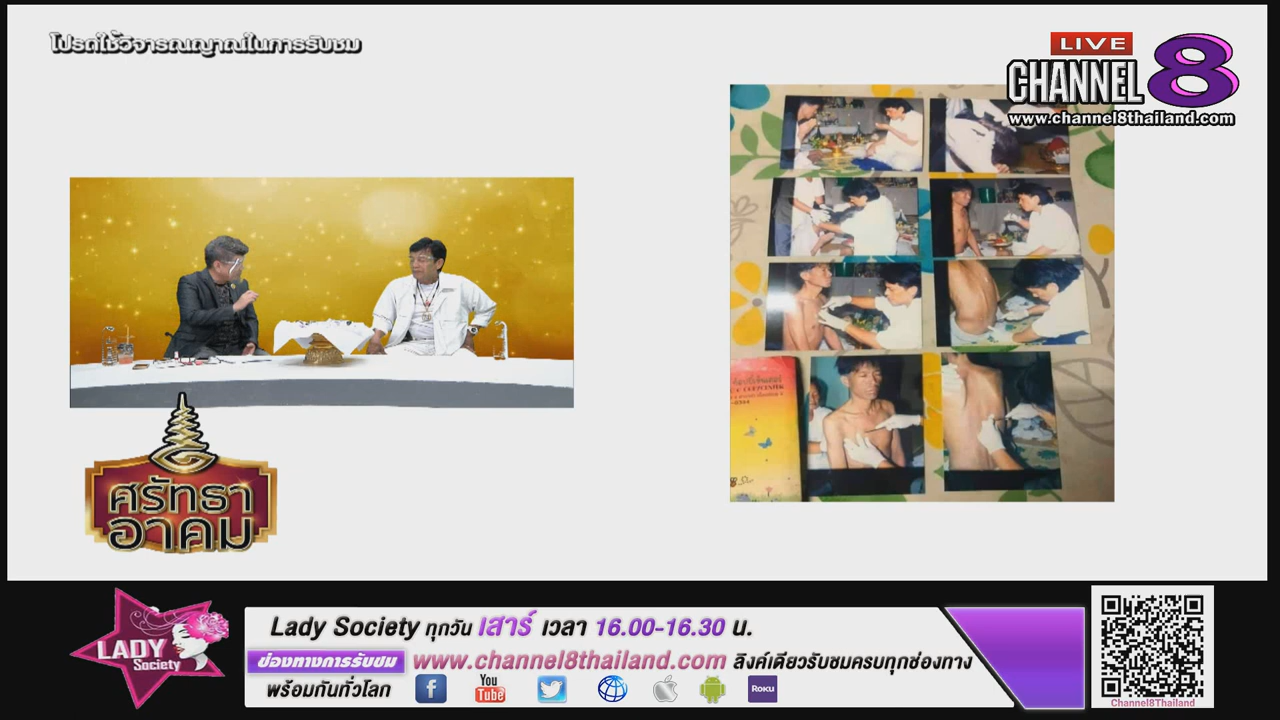 โปรดใช้วิจารณญาณในการรับชม
LIVE
CHANNEL 8
www.channel8thailand.com
ศรัทธา
อาคม
LADY
Society
Lady Society ทุกวัน เสาร์ เวลา 16.00-16.30 น.
ช่องทางการรับชม www.channel8thailand.com ลิงค์เดียวรับชมครบทุกช่องทาง
พร้อมกันทั่วโลก
f You Tube ROKU
Channel8Thailand